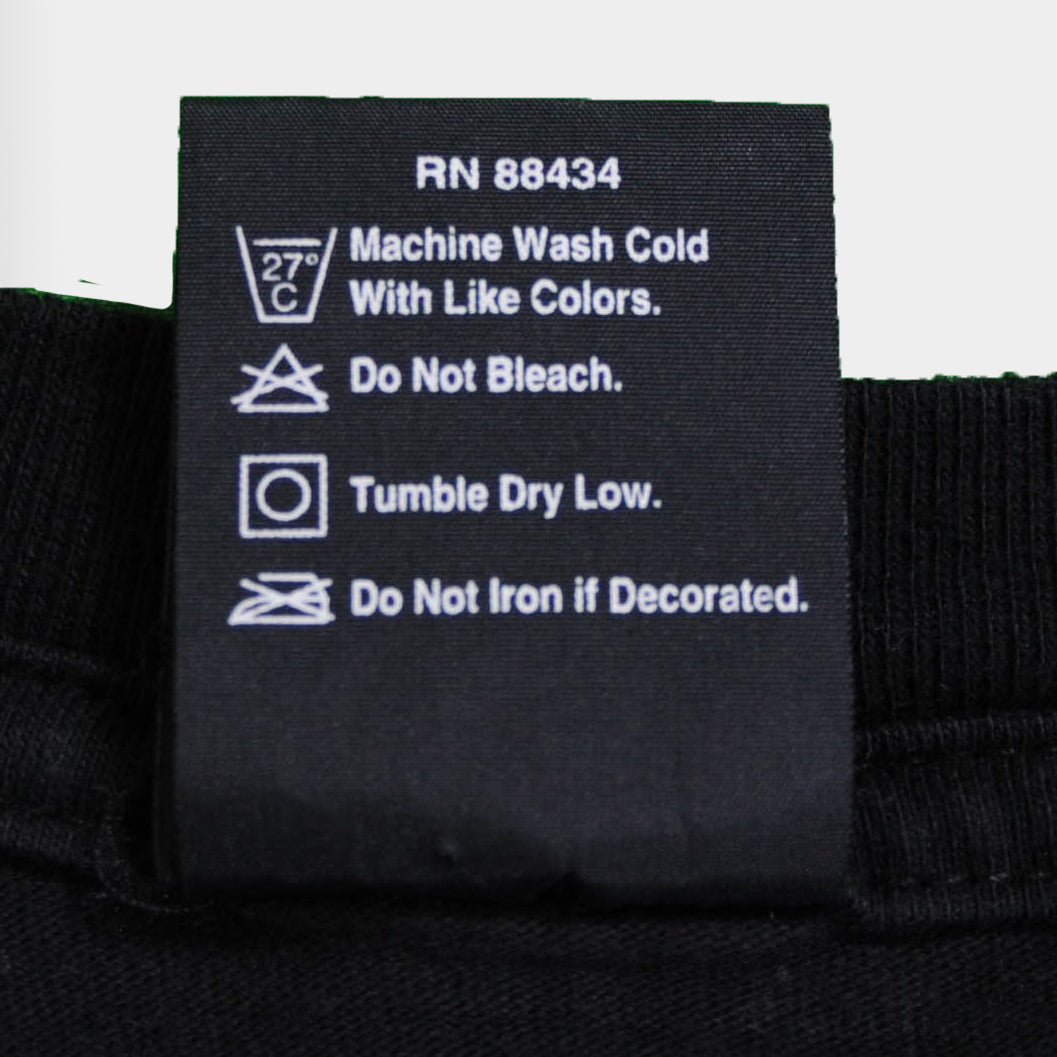 RN 88434
27°
C
Machine Wash Cold
With Like Colors.
Do Not Bleach.
Tumble Dry Low.
Do Not Iron if Decorated.